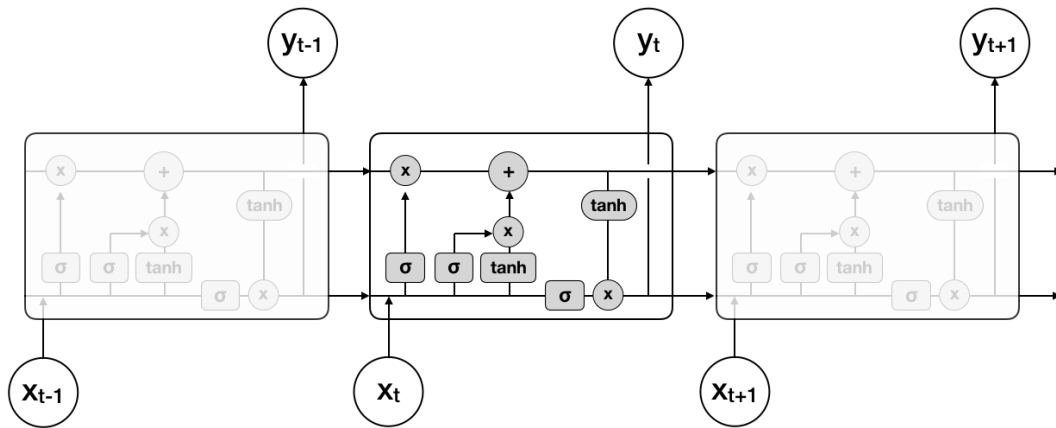 yt-1 yt yt+1
x + x + x +
tanh tanh tanh
x x x
σ σ tanh σ σ tanh σ σ tanh
σ x σ x σ x
xt-1 xt xt+1